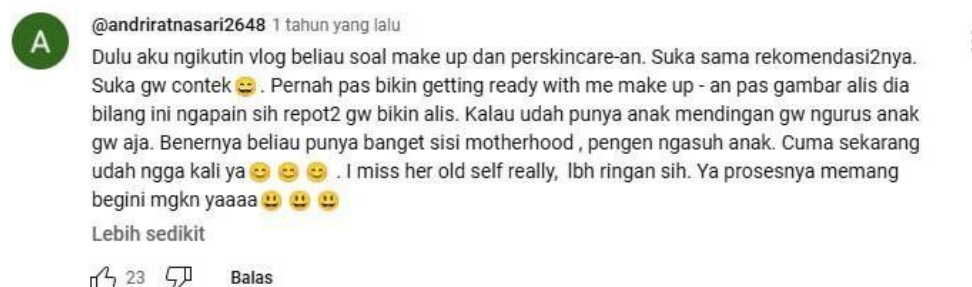 A
@andriratnasari2648 1 tahun yang lalu
Dulu aku ngikutin vlog beliau soal make up dan perskincare-an. Suka sama rekomendasi2nya.
Suka gw contek😄. Pernah pas bikin getting ready with me make up - an pas gambar alis dia
bilang ini ngapain sih repot2 gw bikin alis. Kalau udah punya anak mendingan gw ngurus anak
gw aja. Benernya beliau punya banget sisi motherhood , pengen ngasuh anak. Cuma sekarang
udah ngga kali ya😊 😊 😊 . I miss her old self really, lbh ringan sih. Ya prosesnya memang
begini mgkn yaaaa😃 😃 😃
Lebih sedikit
23 Balas